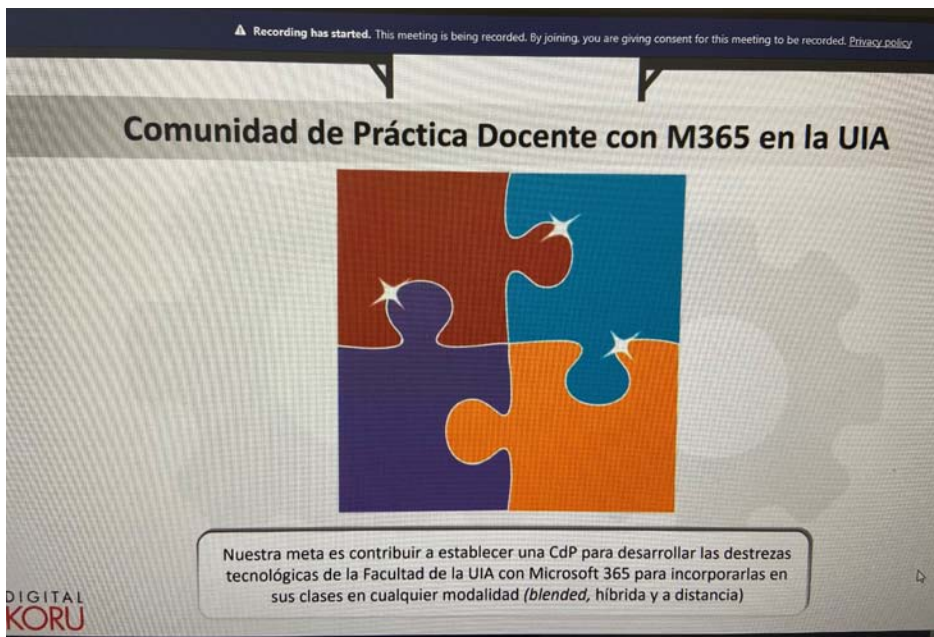 Recording has started. This meeting is being recorded. By joining, you are giving consent for this meeting to be recorded. Privacy policy
Comunidad de Práctica Docente con M365 en la UIA
Nuestra meta es contribuir a establecer una CdP para desarrollar las destrezas
tecnológicas de la Facultad de la UIA con Microsoft 365 para incorporarlas en
sus clases en cualquier modalidad (blended, híbrida y a distancia)
DIGITAL
KORU